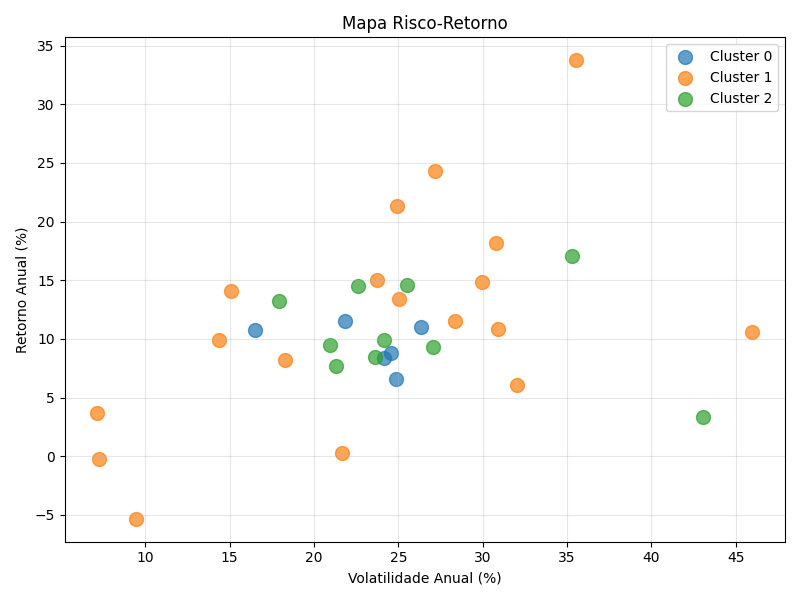 Mapa Risco-Retorno
Cluster 0
Cluster 1
Cluster 2
35
30
25
20
15
10
5
0
−5
Retorno Anual (%)
10 15 20 25 30 35 40 45
Volatilidade Anual (%)